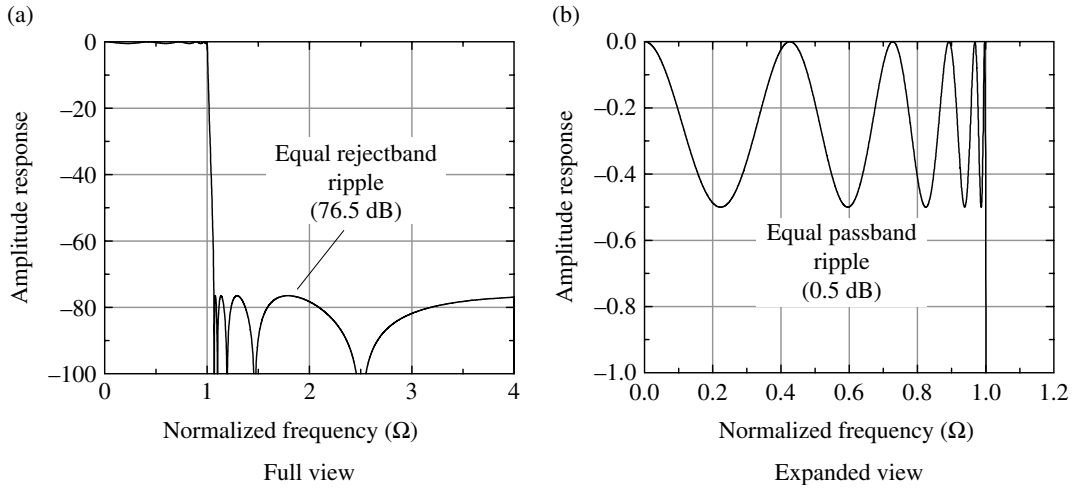 (a)
0
–20
–40
–60
–80
–100
Amplitude response
Equal rejectband
ripple
(76.5 dB)
0
1
2
3
4
Normalized frequency (Ω)
Full view
(b)
0.0
–0.2
–0.4
–0.6
–0.8
–1.0
Amplitude response
Equal passband
ripple
(0.5 dB)
0.0
0.2
0.4
0.6
0.8
1.0
1.2
Normalized frequency (Ω)
Expanded view